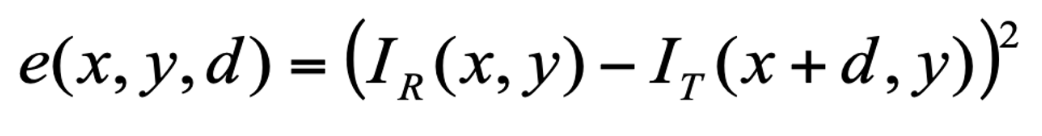 e(x, y, d) = (I_R(x, y) − I_T(x + d, y))²